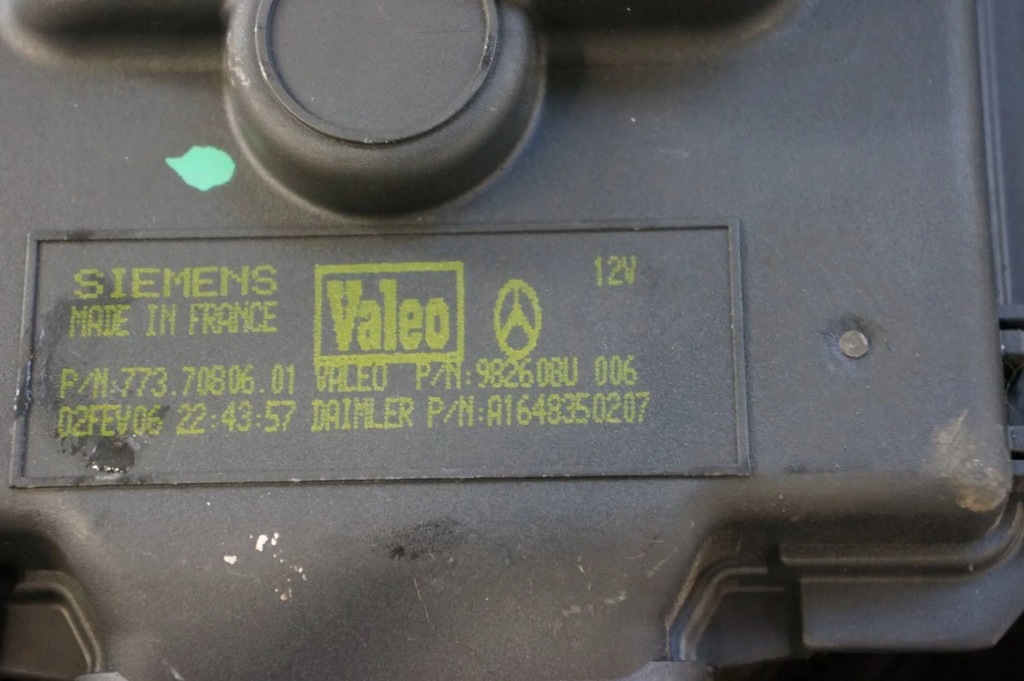 SIEMENS
MADE IN FRANCE
Valeo
12V
P/N:773.70806.01 VALEO P/N:982608U 006
02FEV06 22:43:57 DAIMLER P/N:A1648350207